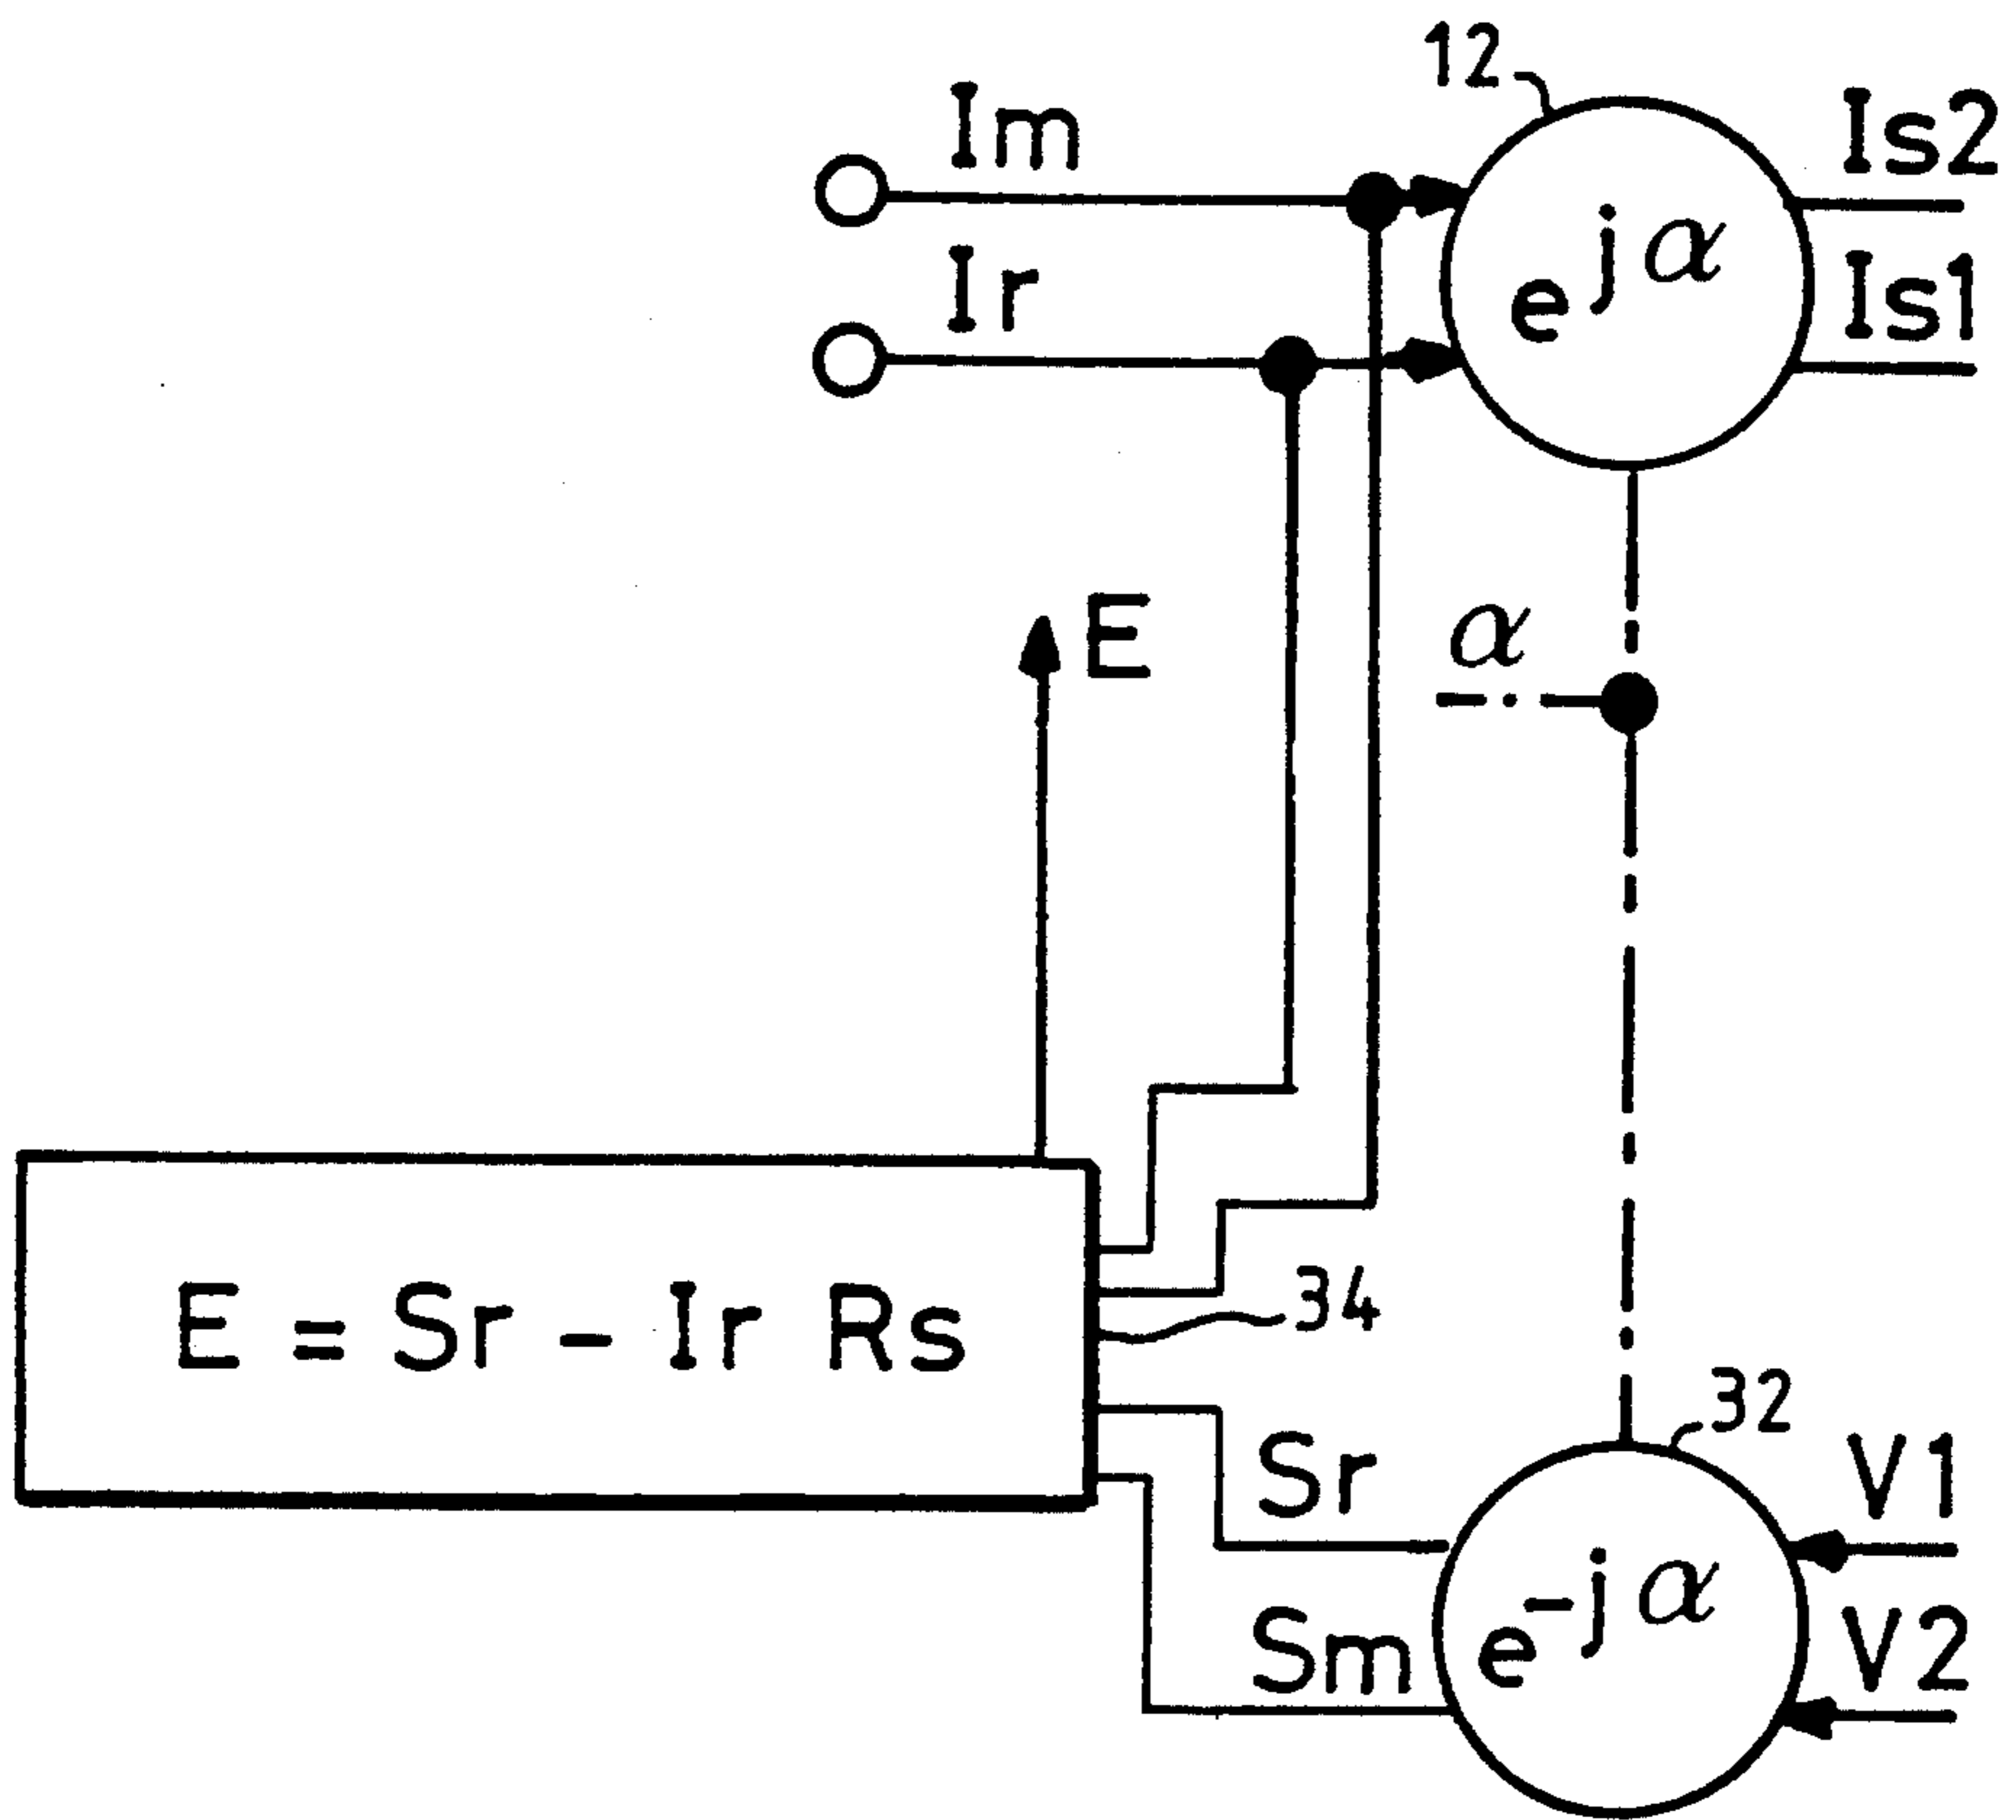 12
Im
Is2
Ir
e^{jα}
Is1
E
α
E = Sr - Ir Rs
34
32
Sr
V1
e^{-jα}
Sm
V2